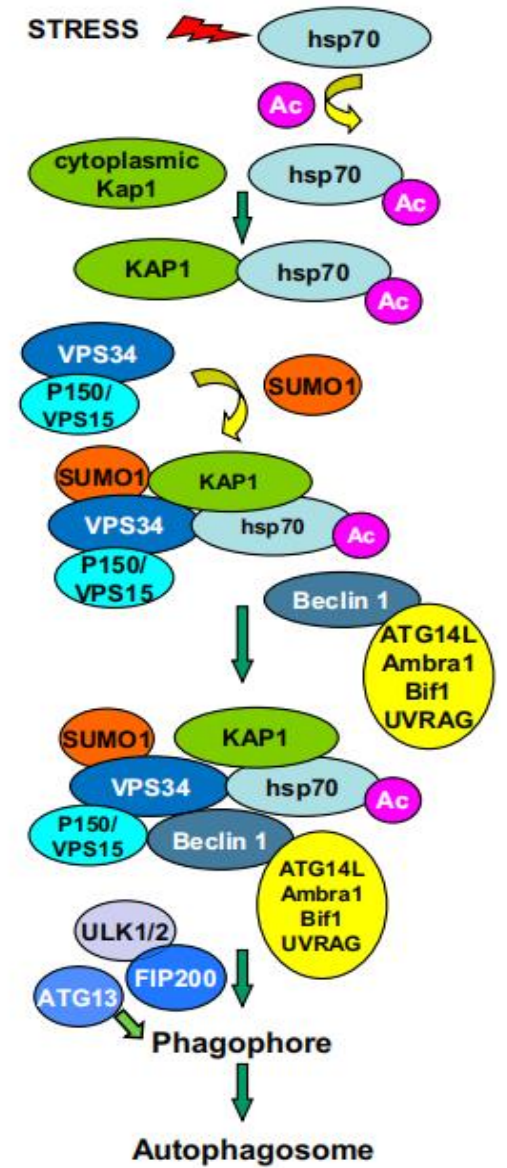 STRESS
hsp70
Ac
cytoplasmic
Kap1
hsp70
Ac
KAP1
hsp70
Ac
VPS34
P150/
VPS15
SUMO1
SUMO1
KAP1
VPS34
hsp70
Ac
P150/
VPS15
Beclin 1
ATG14L
Ambra1
Bif1
UVRAG
SUMO1
KAP1
VPS34
hsp70
Ac
P150/
VPS15
Beclin 1
ATG14L
Ambra1
Bif1
UVRAG
ULK1/2
FIP200
ATG13
Phagophore
Autophagosome